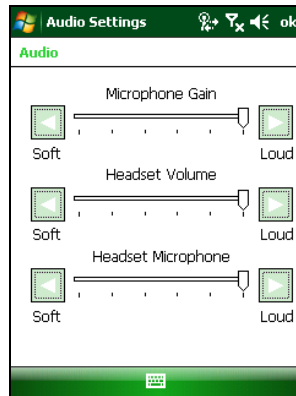 Audio Settings ok
Audio
Microphone Gain
Soft Loud
Headset Volume
Soft Loud
Headset Microphone
Soft Loud